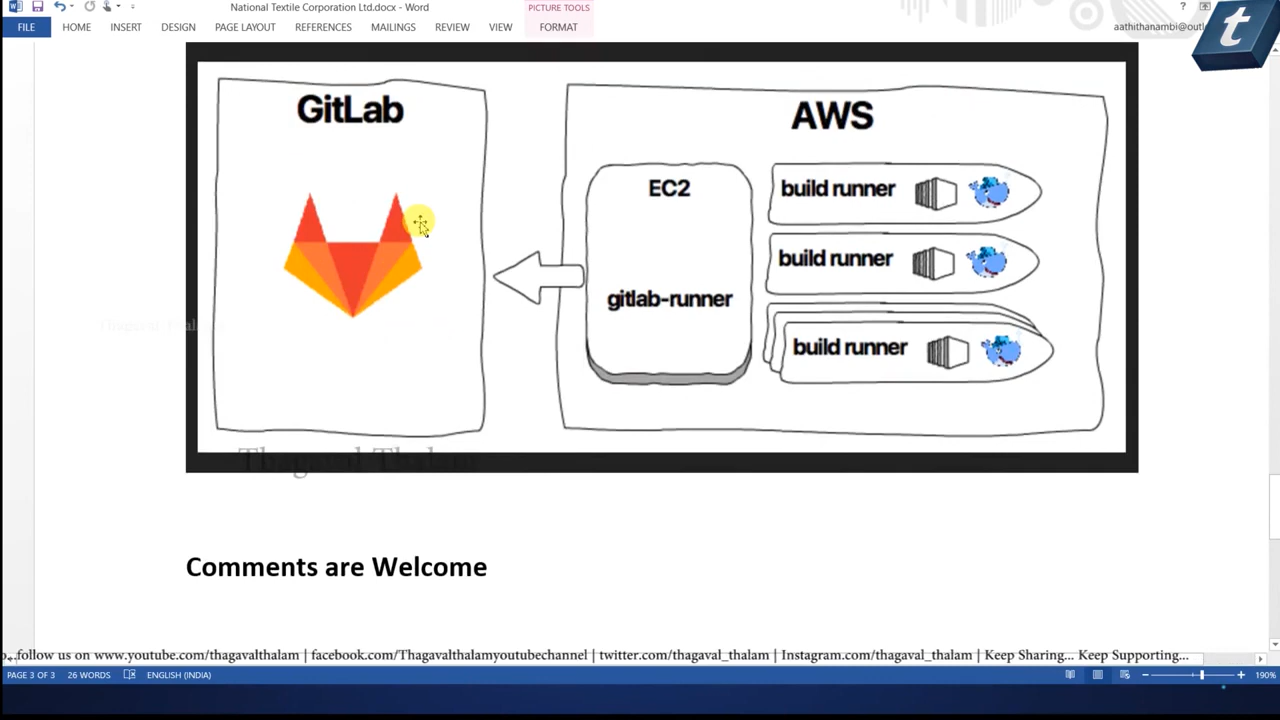 National Textile Corporation Ltd.docx - Word
PICTURE TOOLS
FILE
HOME
INSERT
DESIGN
PAGE LAYOUT
REFERENCES
MAILINGS
REVIEW
VIEW
FORMAT
t
GitLab
AWS
EC2
gitlab-runner
build runner
build runner
build runner
Thagaval Thalam
Comments are Welcome
follow us on www.youtube.com/thagavalthalam | facebook.com/Thagavalthalamyoutubechannel | twitter.com/thagaval_thalam | Instagram.com/thagaval_thalam | Keep Sharing... Keep Supporting...
PAGE 3 OF 3
26 WORDS
ENGLISH (INDIA)
190%